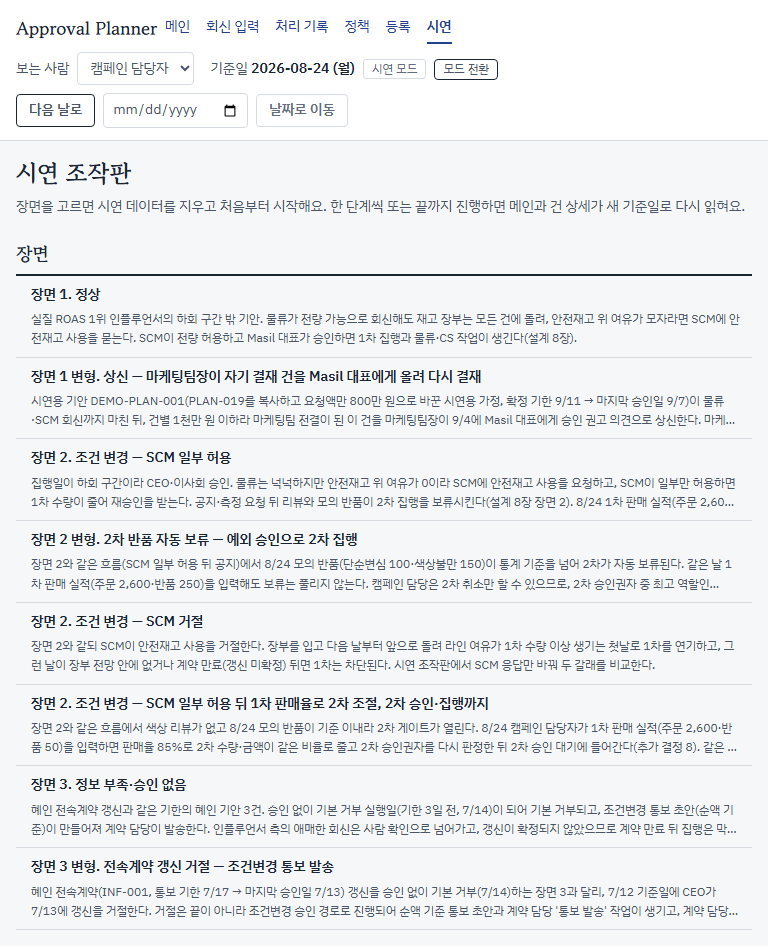 Approval Planner 메인 회신 입력 처리 기록 정책 등록 시연
보는 사람 캠페인 담당자 기준일 2026-08-24 (월) 시연 모드 모드 전환
다음 날로 mm/dd/yyyy 날짜로 이동
시연 조작판
장면을 고르면 시연 데이터를 지우고 처음부터 시작해요. 한 단계씩 또는 끝까지 진행하면 메인과 건 상세가 새 기준일로 다시 읽혀요.
장면
장면 1. 정상
실질 ROAS 1위 인플루언서의 하회 구간 밖 기안. 물류가 전량 가능으로 회신해도 재고 장부는 모든 건에 돌려, 안전재고 위 여유가 모자라면 SCM에 안
전재고 사용을 묻는다. SCM이 전량 허용하고 Masil 대표가 승인하면 1차 집행과 물류·CS 작업이 생긴다(설계 8장).
장면 1 변형. 상신 — 마케팅팀장이 자기 결재 건을 Masil 대표에게 올려 다시 결재
시연용 기안 DEMO-PLAN-001(PLAN-019를 복사하고 요청액만 800만 원으로 바꾼 시연용 가정, 확정 기한 9/11 → 마지막 승인일 9/7)이 물류
·SCM 회신까지 마친 뒤, 건별 1천만 원 이하라 마케팅팀 전결이 된 이 건을 마케팅팀장이 9/4에 Masil 대표에게 승인 권고 의견으로 상신한다. 마케...
장면 2. 조건 변경 — SCM 일부 허용
집행일이 하회 구간이라 CEO·이사회 승인. 물류는 넉넉하지만 안전재고 위 여유가 0이라 SCM에 안전재고 사용을 요청하고, SCM이 일부만 허용하면
1차 수량이 줄어 재승인을 받는다. 공지·측정 요청 뒤 리뷰와 모의 반품이 2차 집행을 보류시킨다(설계 8장 장면 2). 8/24 1차 판매 실적(주문 2,60...
장면 2 변형. 2차 반품 자동 보류 — 예외 승인으로 2차 집행
장면 2와 같은 흐름(SCM 일부 허용 뒤 공지)에서 8/24 모의 반품(단순변심 100·색상불만 150)이 통계 기준을 넘어 2차가 자동 보류된다. 같은 날 1
차 판매 실적(주문 2,600·반품 250)을 입력해도 보류는 풀리지 않는다. 캠페인 담당은 2차 취소만 할 수 있으므로, 2차 승인권자 중 최고 역할인...
장면 2. 조건 변경 — SCM 거절
장면 2와 같되 SCM이 안전재고 사용을 거절한다. 장부를 입고 다음 날부터 앞으로 돌려 라인 여유가 1차 수량 이상 생기는 첫날로 1차를 연기하고, 그
런 날이 장부 전망 안에 없거나 계약 만료(갱신 미확정) 뒤면 1차는 차단된다. 시연 조작판에서 SCM 응답만 바꿔 두 갈래를 비교한다.
장면 2. 조건 변경 — SCM 일부 허용 뒤 1차 판매율로 2차 조절, 2차 승인·집행까지
장면 2와 같은 흐름에서 색상 리뷰가 없고 8/24 모의 반품이 기준 이내라 2차 게이트가 열린다. 8/24 캠페인 담당자가 1차 판매 실적(주문 2,600·반
품 50)을 입력하면 판매율 85%로 2차 수량·금액이 같은 비율로 줄고 2차 승인권자를 다시 판정한 뒤 2차 승인 대기에 들어간다(추가 결정 8). 같은 ...
장면 3. 정보 부족·승인 없음
혜인 전속계약 갱신과 같은 기한의 혜인 기안 3건. 승인 없이 기본 거부 실행일(기한 3일 전, 7/14)이 되어 기본 거부되고, 조건변경 통보 초안(순액 기
준)이 만들어져 계약 담당이 발송한다. 인플루언서 측의 애매한 회신은 사람 확인으로 넘어가고, 갱신이 확정되지 않았으므로 계약 만료 뒤 집행은 막...
장면 3 변형. 전속계약 갱신 거절 — 조건변경 통보 발송
혜인 전속계약(INF-001, 통보 기한 7/17 → 마지막 승인일 7/13) 갱신을 승인 없이 기본 거부(7/14)하는 장면 3과 달리, 7/12 기준일에 CEO가
7/13에 갱신을 거절한다. 거절은 끝이 아니라 조건변경 승인 경로로 진행되어 순액 기준 통보 초안과 계약 담당 '통보 발송' 작업이 생기고, 계약 담당...